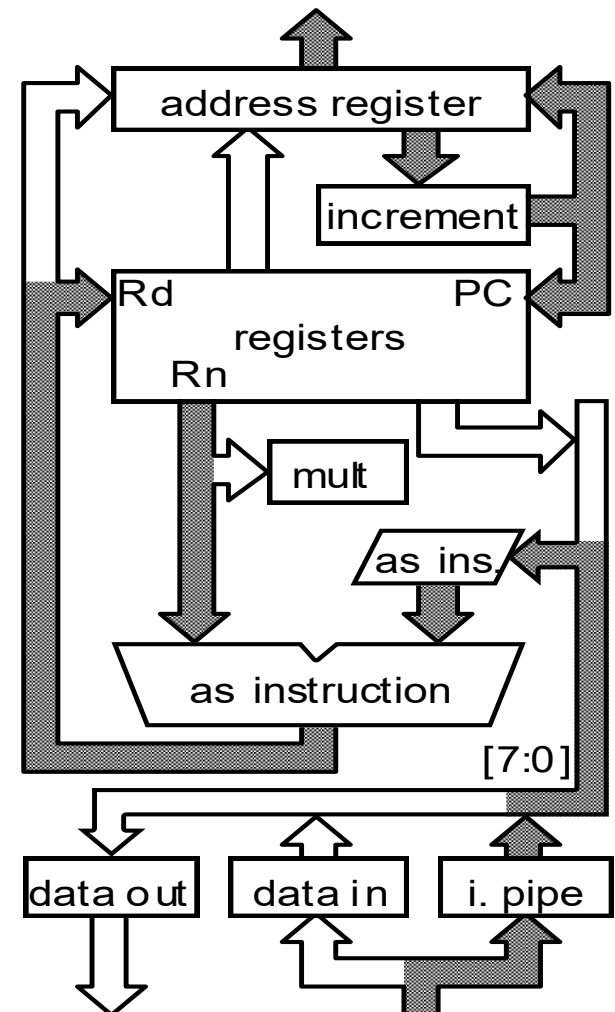 address register
increment
Rd PC
registers
Rn
mult
as ins.
as instruction
[7:0]
data out data in i. pipe